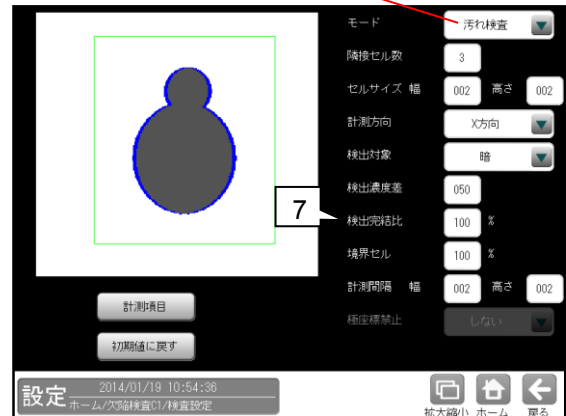 モード 汚れ検査
隣接セル数 3
セルサイズ 幅 002 高さ 002
計測方向 X方向
検出対象 暗
検出濃度差 050
7
検出完結比 100 %
境界セル 100 %
計測間隔 幅 002 高さ 002
極座標禁止 しない
計測項目
初期値に戻す
設定 2014/01/19 10:54:36
ホーム/欠陥検査C1/検査設定
拡大縮小 ホーム 戻る